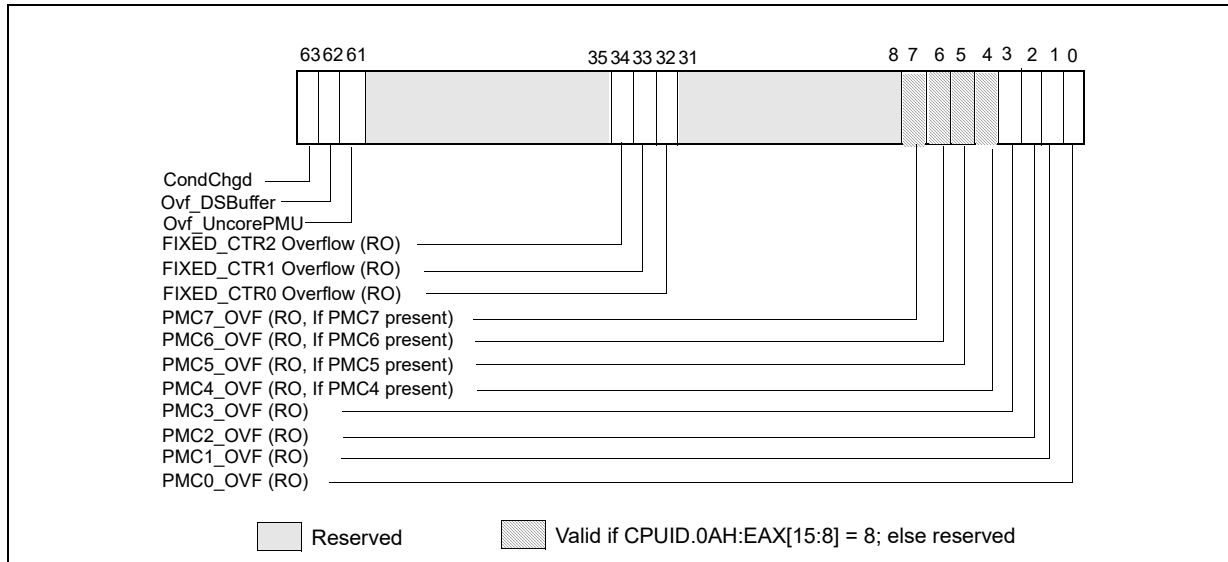 63 62 61 35 34 33 32 31 8 7 6 5 4 3 2 1 0
CondChgd
Ovf_DSBuffer
Ovf_UncorePMU
FIXED_CTR2 Overflow (RO)
FIXED_CTR1 Overflow (RO)
FIXED_CTR0 Overflow (RO)
PMC7_OVF (RO, If PMC7 present)
PMC6_OVF (RO, If PMC6 present)
PMC5_OVF (RO, If PMC5 present)
PMC4_OVF (RO, If PMC4 present)
PMC3_OVF (RO)
PMC2_OVF (RO)
PMC1_OVF (RO)
PMC0_OVF (RO)
Reserved Valid if CPUID.0AH:EAX[15:8] = 8; else reserved